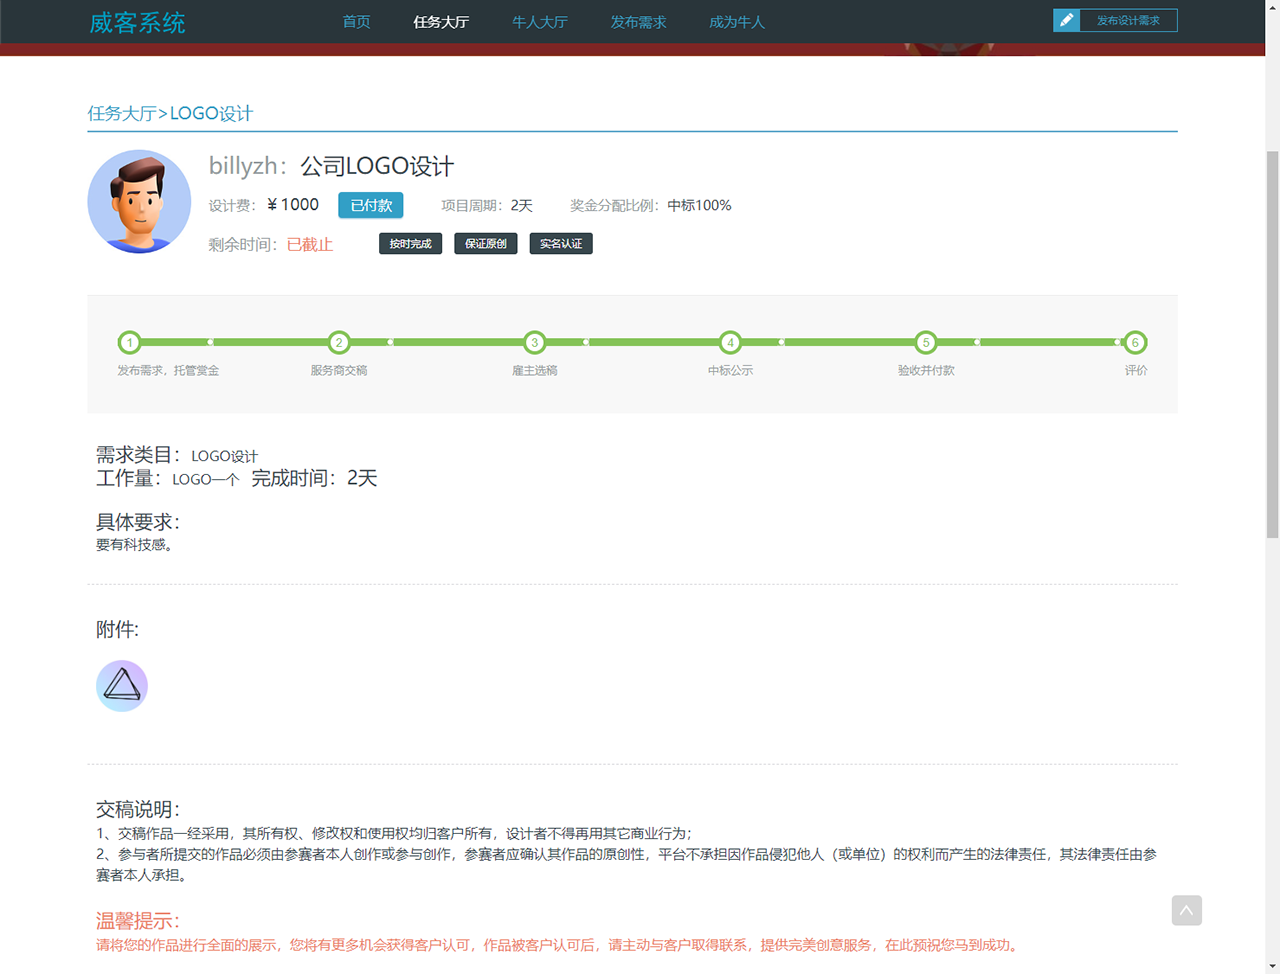 威客系统
首页 任务大厅 牛人大厅 发布需求 成为牛人
发布设计需求
任务大厅>LOGO设计
billyzh：公司LOGO设计
设计费：￥1000 已付款 项目周期：2天 奖金分配比例：中标100%
剩余时间：已截止 按时完成 保证原创 实名认证
1 2 3 4 5 6
发布需求，托管赏金 服务商交稿 雇主选稿 中标公示 验收并付款 评价
需求类目：LOGO设计
工作量：LOGO一个 完成时间：2天
具体要求：
要有科技感。
附件:
交稿说明：
1、交稿作品一经采用，其所有权、修改权和使用权均归客户所有，设计者不得再用其它商业行为；
2、参与者所提交的作品必须由参赛者本人创作或参与创作，参赛者应确认其作品的原创性，平台不承担因作品侵犯他人（或单位）的权利而产生的法律责任，其法律责任由参
赛者本人承担。
温馨提示：
请将您的作品进行全面的展示，您将有更多机会获得客户认可，作品被客户认可后，请主动与客户取得联系，提供完美创意服务，在此预祝您马到成功。